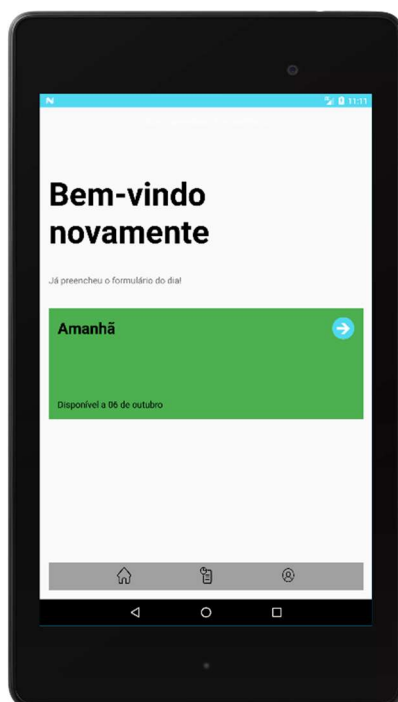 11:11
Bem-vindo
novamente
Já preencheu o formulário do dia!
Amanhã
Disponível a 06 de outubro